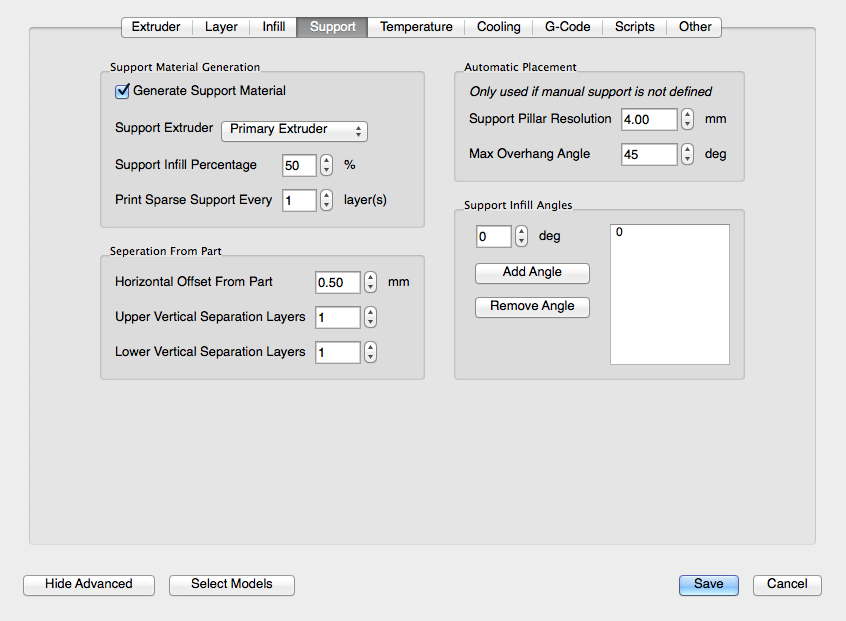 Extruder Layer Infill Support Temperature Cooling G-Code Scripts Other
Support Material Generation
Generate Support Material
Support Extruder Primary Extruder
Support Infill Percentage 50 %
Print Sparse Support Every 1 layer(s)
Seperation From Part
Horizontal Offset From Part 0.50 mm
Upper Vertical Separation Layers 1
Lower Vertical Separation Layers 1
Automatic Placement
Only used if manual support is not defined
Support Pillar Resolution 4.00 mm
Max Overhang Angle 45 deg
Support Infill Angles
0 deg 0
Add Angle
Remove Angle
Hide Advanced Select Models Save Cancel